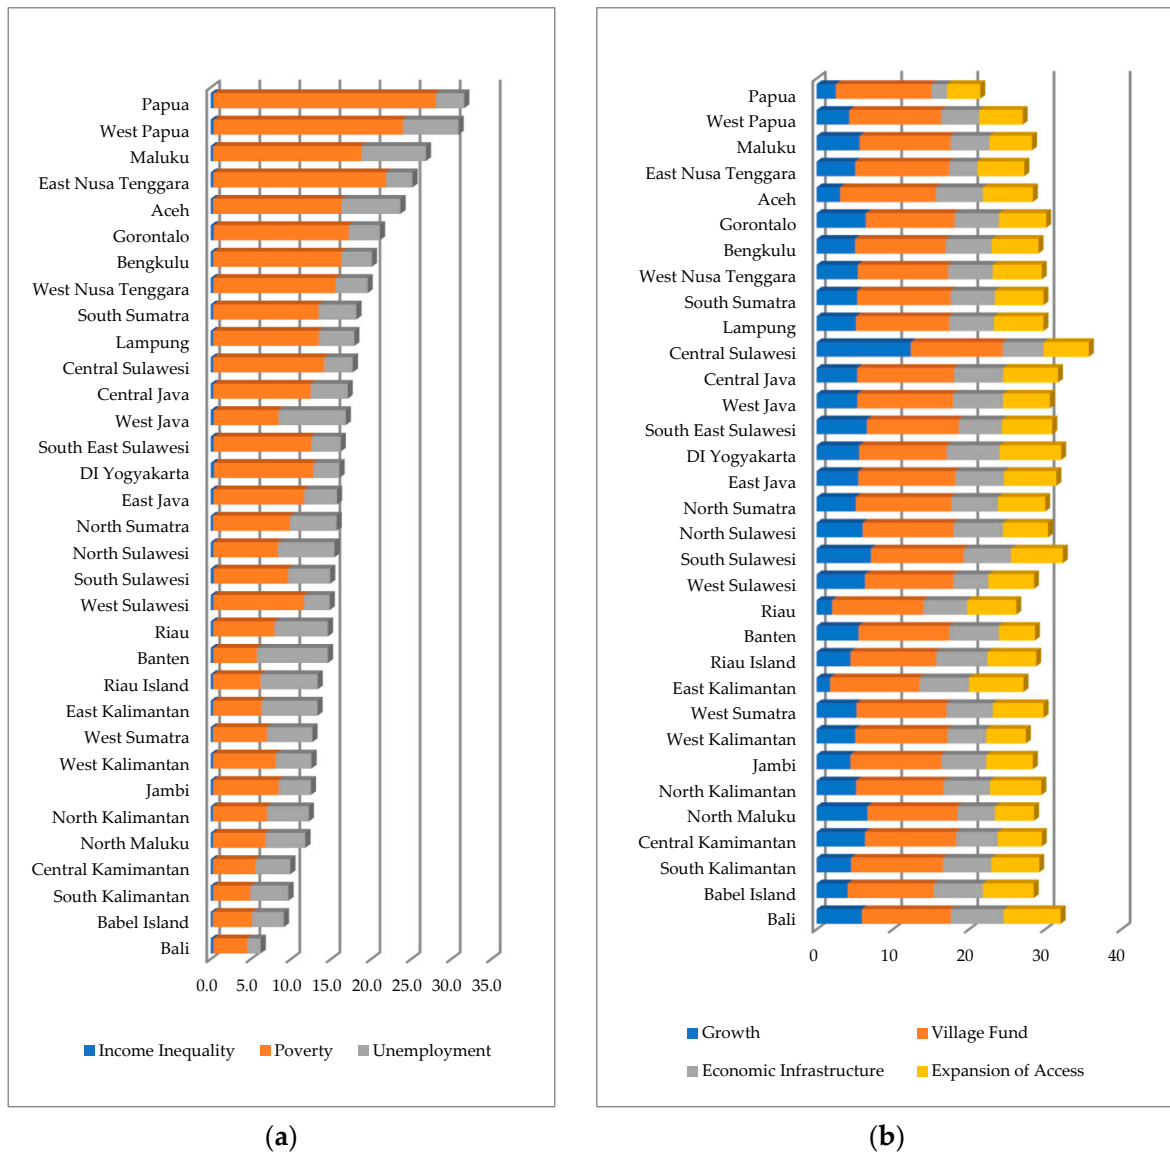 Papua
West Papua
Maluku
East Nusa Tenggara
Aceh
Gorontalo
Bengkulu
West Nusa Tenggara
South Sumatra
Lampung
Central Sulawesi
Central Java
West Java
South East Sulawesi
DI Yogyakarta
East Java
North Sumatra
North Sulawesi
South Sulawesi
West Sulawesi
Riau
Banten
Riau Island
East Kalimantan
West Sumatra
West Kalimantan
Jambi
North Kalimantan
North Maluku
Central Kamimantan
South Kalimantan
Babel Island
Bali
0.0 5.0 10.0 15.0 20.0 25.0 30.0 35.0
Income Inequality Poverty Unemployment
(a)
Papua
West Papua
Maluku
East Nusa Tenggara
Aceh
Gorontalo
Bengkulu
West Nusa Tenggara
South Sumatra
Lampung
Central Sulawesi
Central Java
West Java
South East Sulawesi
DI Yogyakarta
East Java
North Sumatra
North Sulawesi
South Sulawesi
West Sulawesi
Riau
Banten
Riau Island
East Kalimantan
West Sumatra
West Kalimantan
Jambi
North Kalimantan
North Maluku
Central Kamimantan
South Kalimantan
Babel Island
Bali
0 10 20 30 40
Growth Village Fund
Economic Infrastructure Expansion of Access
(b)